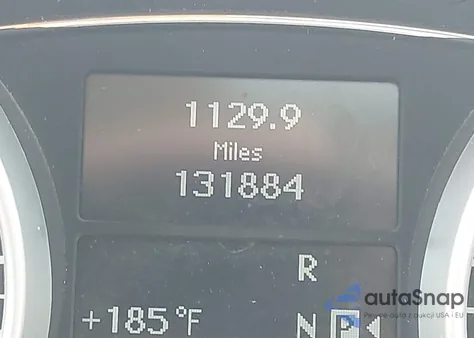 1129.9
Miles
131884
R
+185°F
N P
autoSnap